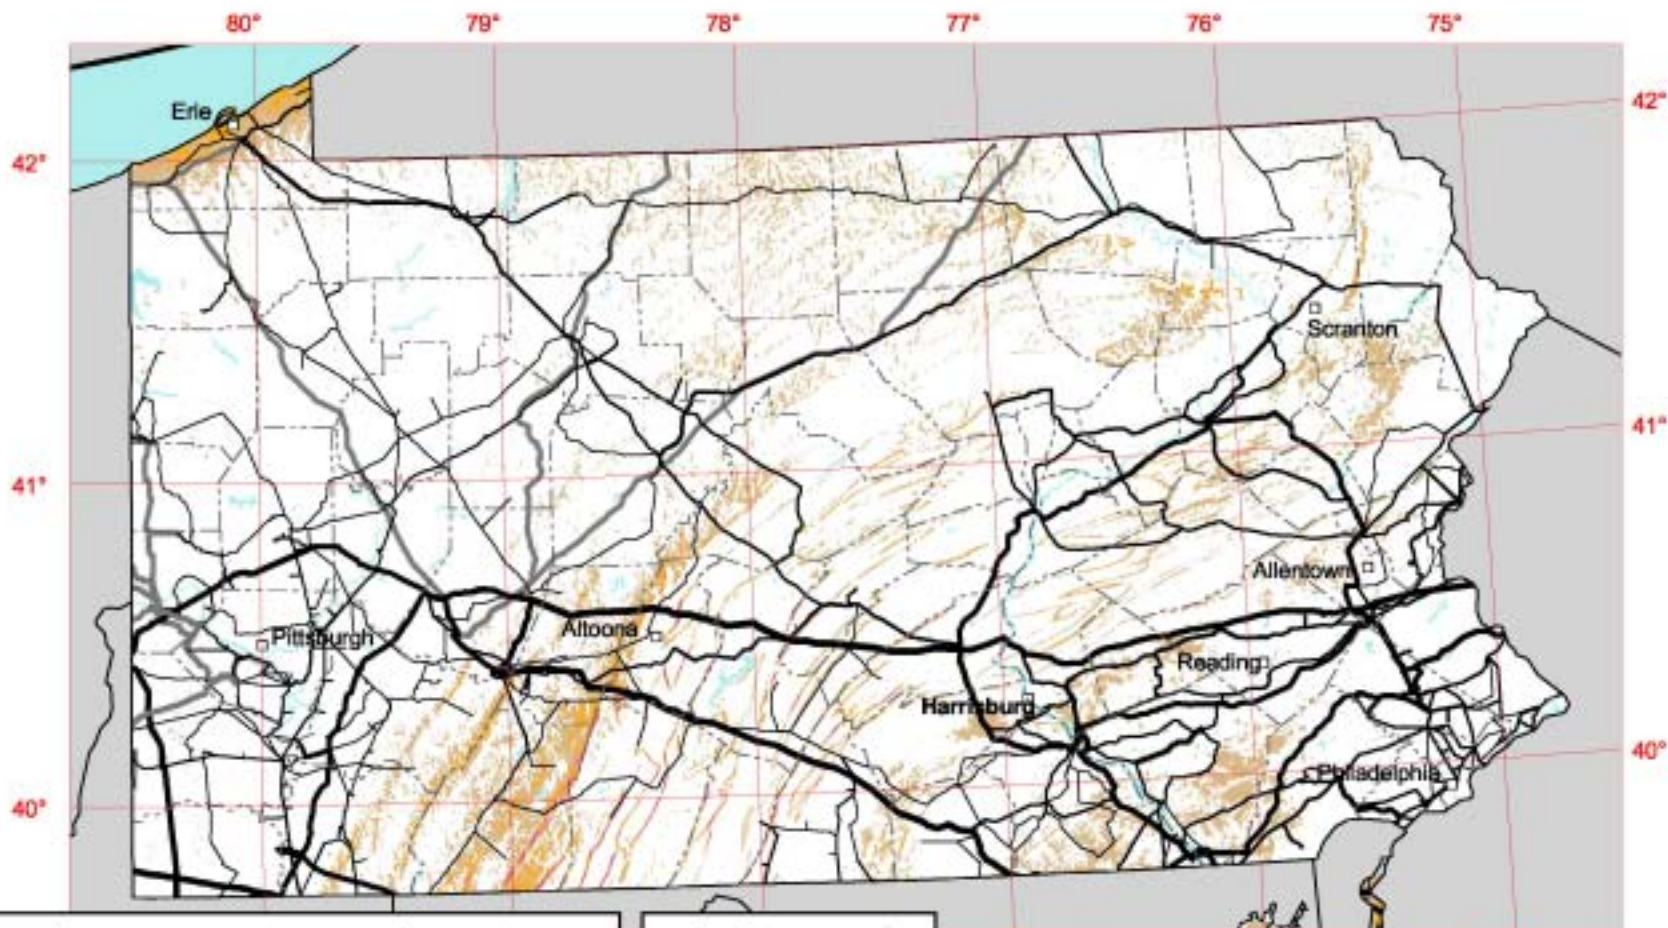 80° 79° 78° 77° 76° 75°
42°
Erie
42°
Scranton
41°
41°
Allentown
Altoona
Pittsburgh
Reading
Harrisburg
40°
Philadelphia
40°